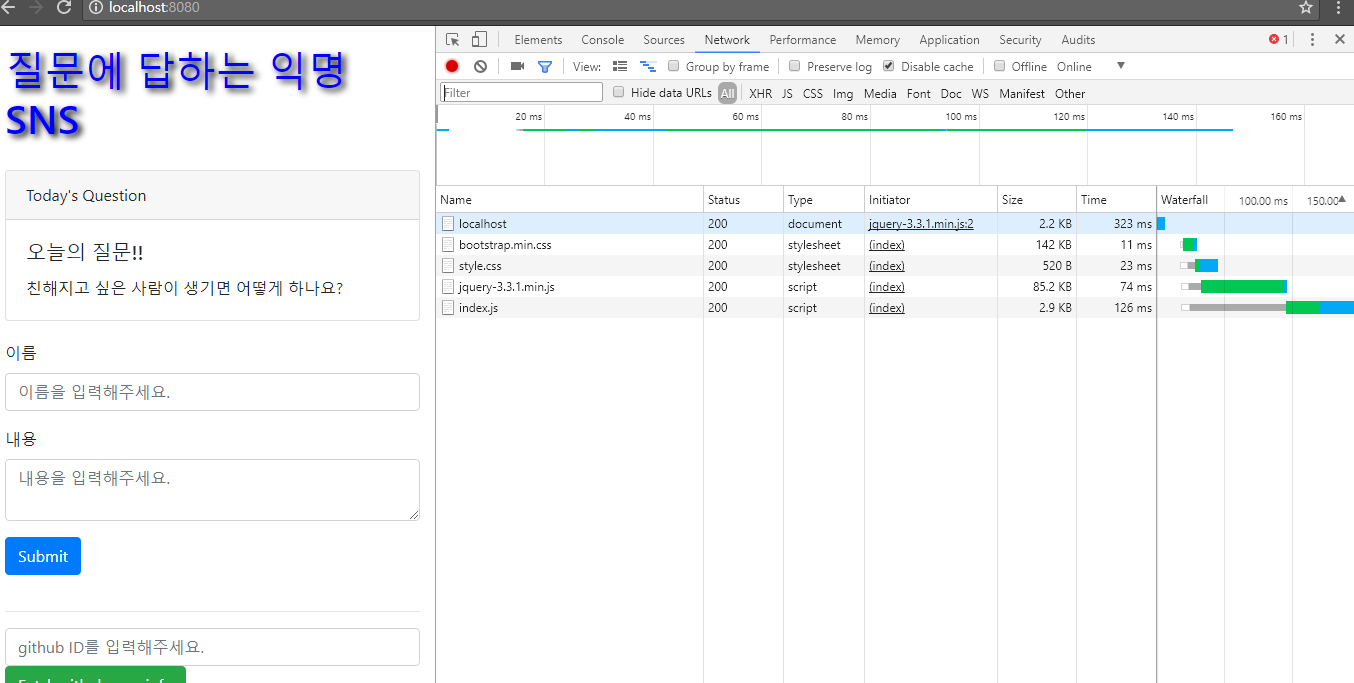 localhost:8080
질문에 답하는 익명
SNS
Today's Question
오늘의 질문!!
친해지고 싶은 사람이 생기면 어떻게 하나요?
이름
이름을 입력해주세요.
내용
내용을 입력해주세요.
Submit
github ID를 입력해주세요.
Elements Console Sources Network Performance Memory Application Security Audits 1
View: Group by frame Preserve log Disable cache Offline Online
Filter Hide data URLs All XHR JS CSS Img Media Font Doc WS Manifest Other
20 ms 40 ms 60 ms 80 ms 100 ms 120 ms 140 ms 160 ms
Name Status Type Initiator Size Time Waterfall 100.00 ms 150.00
localhost 200 document jquery-3.3.1.min.js:2 2.2 KB 323 ms
bootstrap.min.css 200 stylesheet (index) 142 KB 11 ms
style.css 200 stylesheet (index) 520 B 23 ms
jquery-3.3.1.min.js 200 script (index) 85.2 KB 74 ms
index.js 200 script (index) 2.9 KB 126 ms